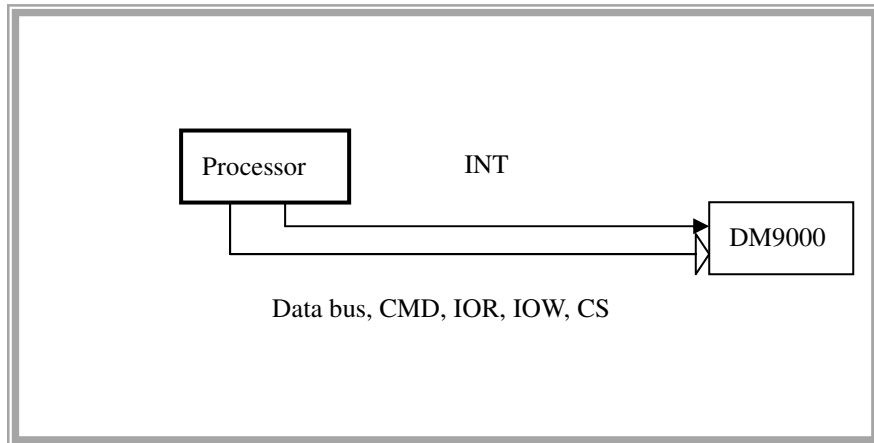 Processor
INT
DM9000
Data bus, CMD, IOR, IOW, CS